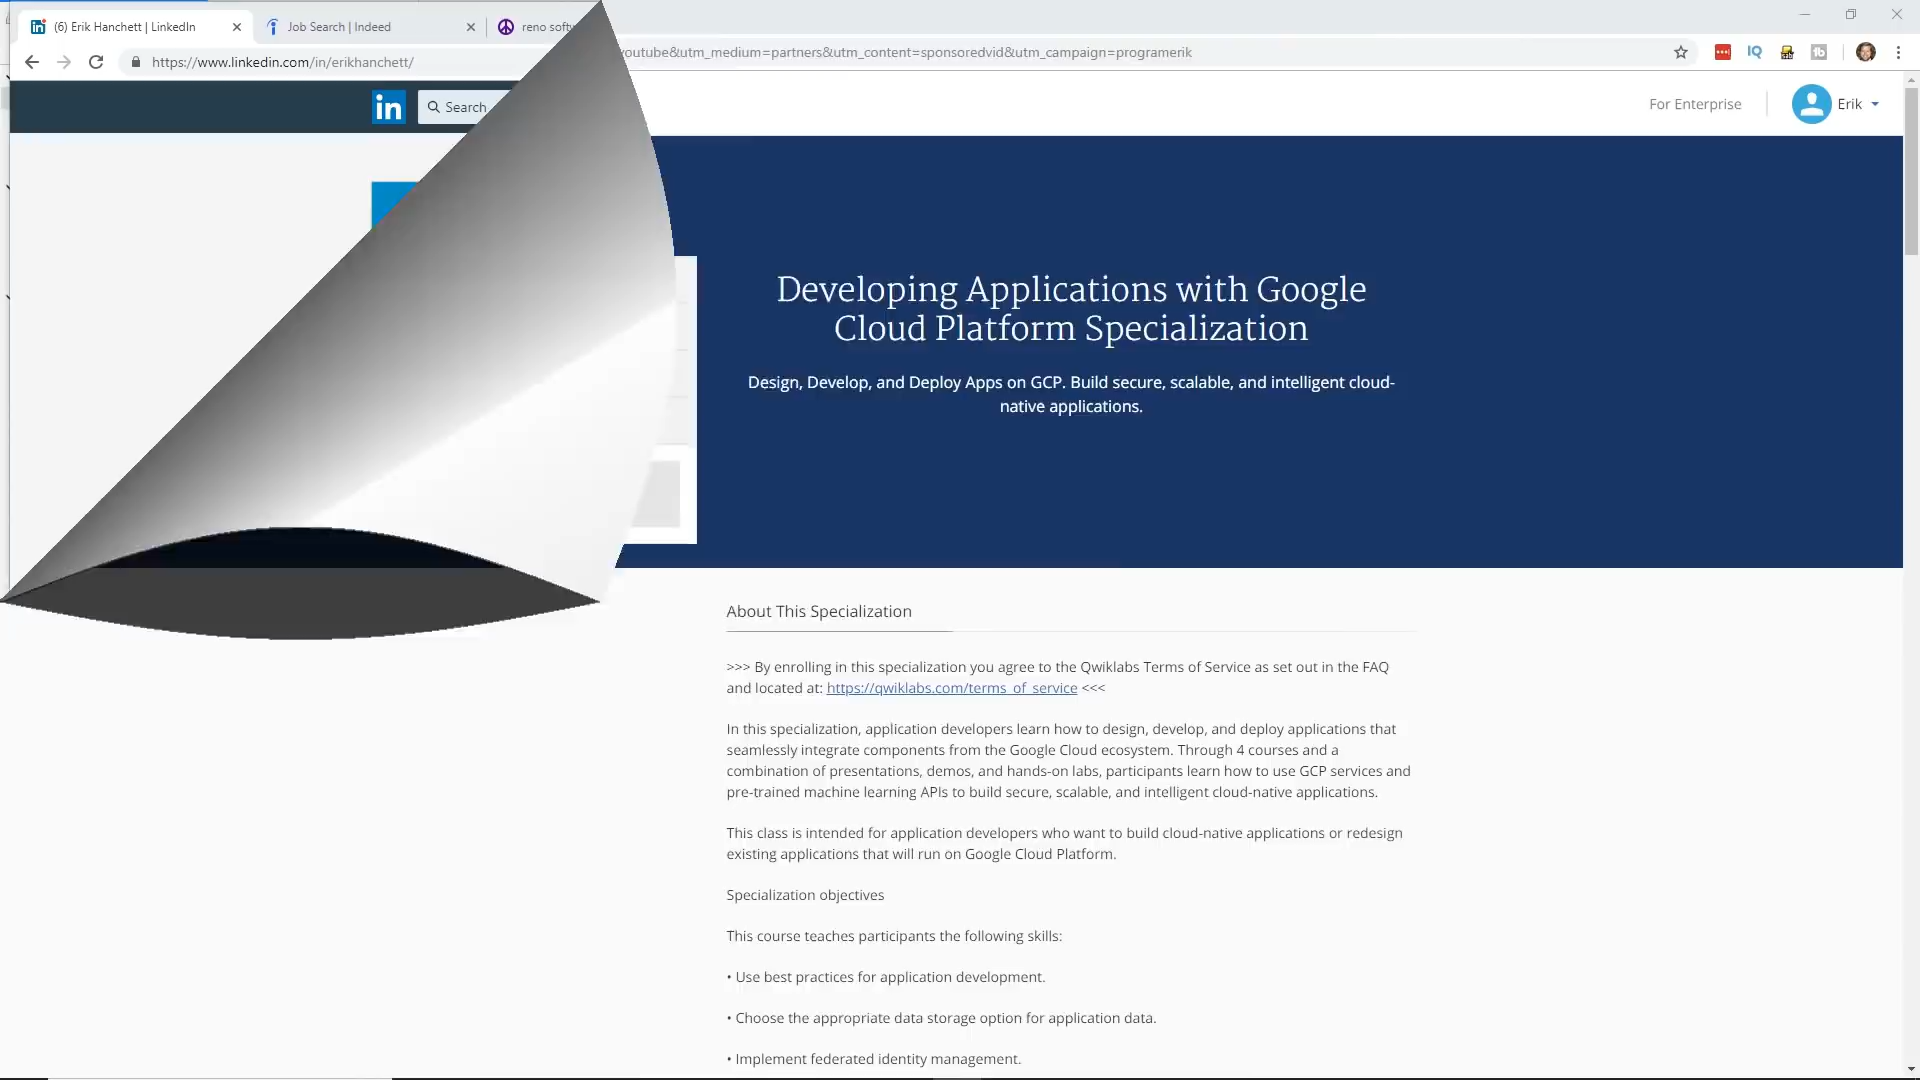 (6) Erik Hanchett | LinkedIn
Job Search | Indeed
reno softw
https://www.linkedin.com/in/erikhanchett/
youtube&utm_medium=partners&utm_content=sponsoredvid&utm_campaign=programerik
IQ
in
Search
For Enterprise
Erik
Developing Applications with Google
Cloud Platform Specialization
Design, Develop, and Deploy Apps on GCP. Build secure, scalable, and intelligent cloud-
native applications.
About This Specialization
>>> By enrolling in this specialization you agree to the Qwiklabs Terms of Service as set out in the FAQ
and located at: https://qwiklabs.com/terms_of_service <<<
In this specialization, application developers learn how to design, develop, and deploy applications that
seamlessly integrate components from the Google Cloud ecosystem. Through 4 courses and a
combination of presentations, demos, and hands-on labs, participants learn how to use GCP services and
pre-trained machine learning APIs to build secure, scalable, and intelligent cloud-native applications.
This class is intended for application developers who want to build cloud-native applications or redesign
existing applications that will run on Google Cloud Platform.
Specialization objectives
This course teaches participants the following skills:
• Use best practices for application development.
• Choose the appropriate data storage option for application data.
• Implement federated identity management.